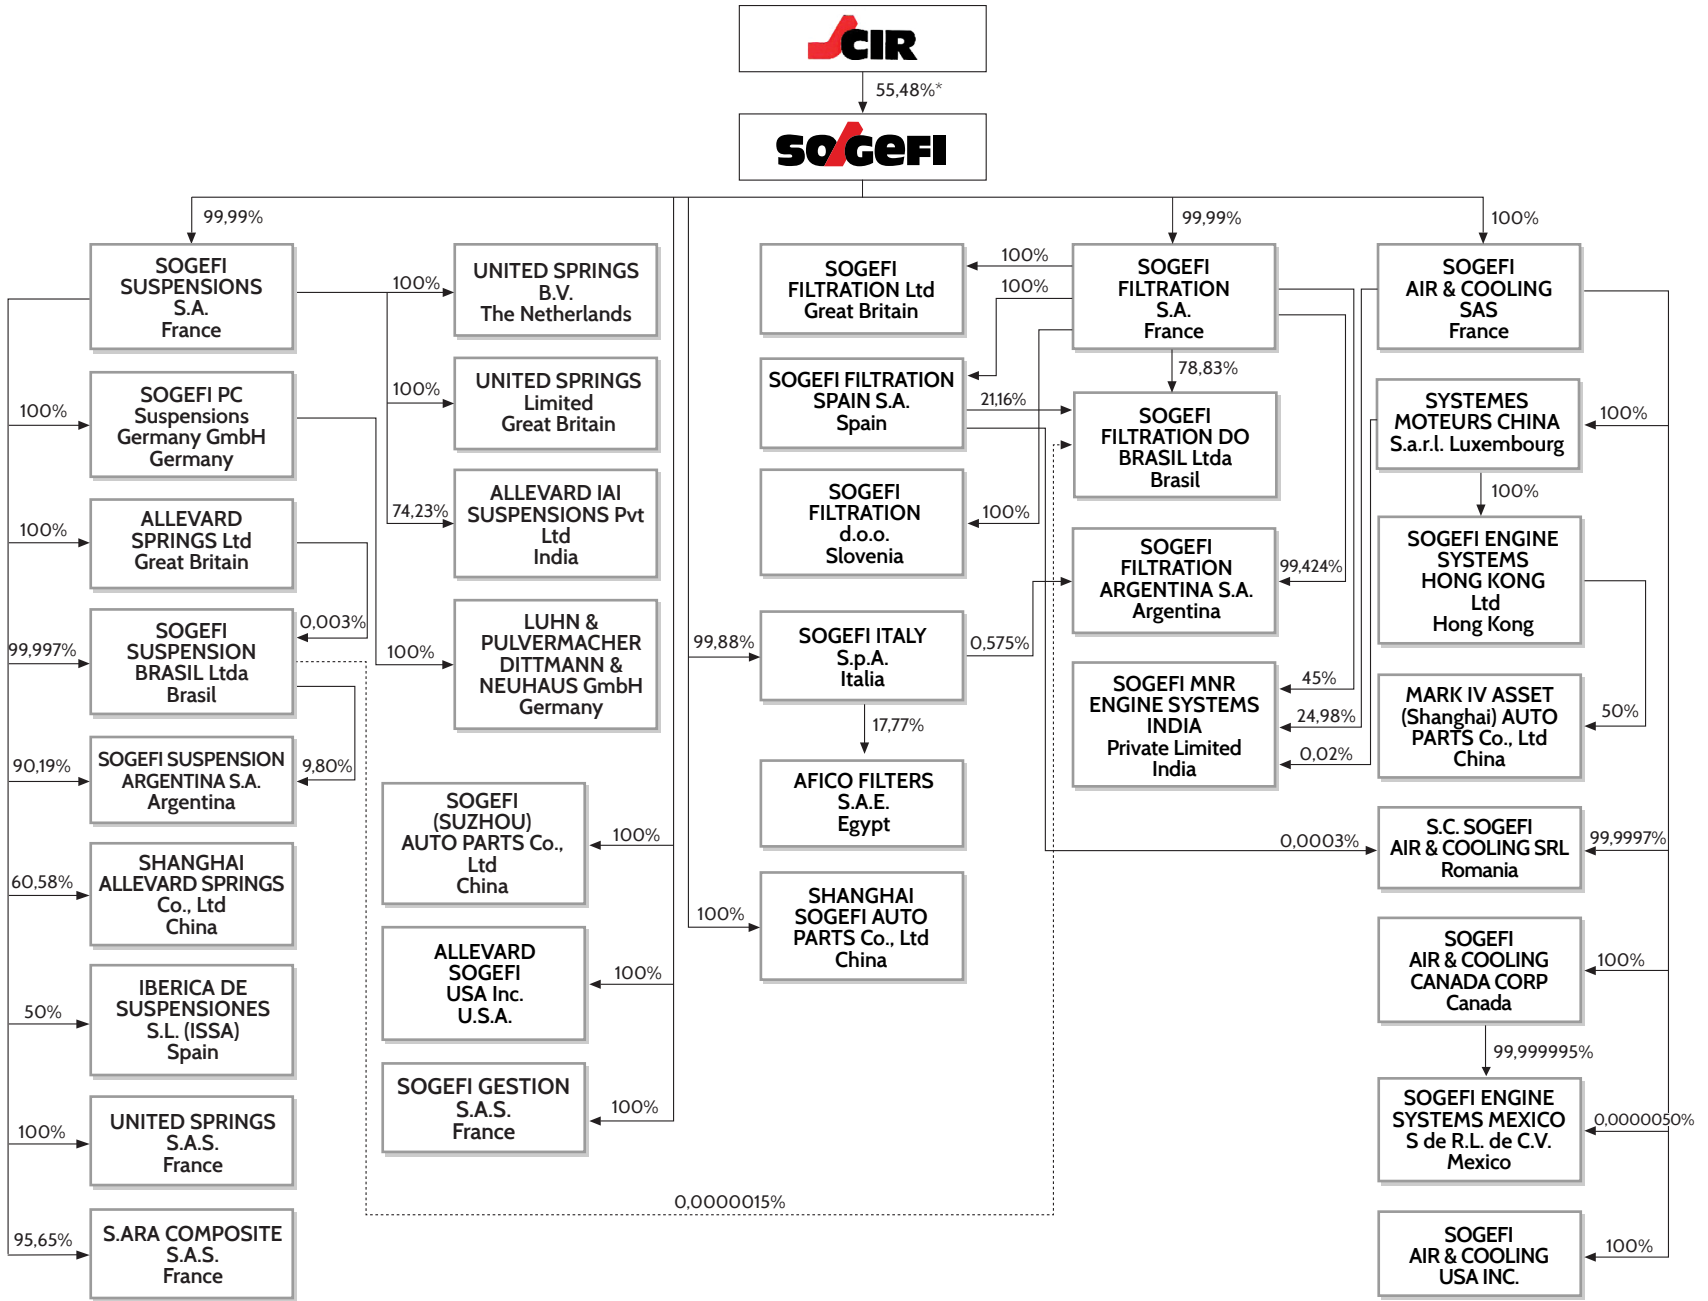 CIR
55,48%*
SOGEFI
99,99%
99,99%
100%
SOGEFI
SUSPENSIONS
S.A.
France
100%
UNITED SPRINGS
B.V.
The Netherlands
SOGEFI
FILTRATION Ltd
Great Britain
100%
100%
SOGEFI
FILTRATION
S.A.
France
SOGEFI
AIR & COOLING
SAS
France
100%
SOGEFI PC
Suspensions
Germany GmbH
Germany
100%
UNITED SPRINGS
Limited
Great Britain
SOGEFI FILTRATION
SPAIN S.A.
Spain
21,16%
78,83%
SOGEFI
FILTRATION DO
BRASIL Ltda
Brasil
SYSTEMES
MOTEURS CHINA
S.a.r.l. Luxembourg
100%
100%
100%
ALLEVARD
SPRINGS Ltd
Great Britain
74,23%
ALLEVARD IAI
SUSPENSIONS Pvt
Ltd
India
SOGEFI
FILTRATION
d.o.o.
Slovenia
100%
SOGEFI
FILTRATION
ARGENTINA S.A.
Argentina
99,424%
SOGEFI ENGINE
SYSTEMS
HONG KONG
Ltd
Hong Kong
99,997%
SOGEFI
SUSPENSION
BRASIL Ltda
Brasil
0,003%
100%
LUHN &
PULVERMACHER
DITTMANN &
NEUHAUS GmbH
Germany
99,88%
SOGEFI ITALY
S.p.A.
Italia
0,575%
17,77%
SOGEFI MNR
ENGINE SYSTEMS
INDIA
Private Limited
India
45%
24,98%
0,02%
MARK IV ASSET
(Shanghai) AUTO
PARTS Co., Ltd
China
50%
90,19%
SOGEFI SUSPENSION
ARGENTINA S.A.
Argentina
9,80%
SOGEFI
(SUZHOU)
AUTO PARTS Co.,
Ltd
China
100%
AFICO FILTERS
S.A.E.
Egypt
0,0003%
S.C. SOGEFI
AIR & COOLING SRL
Romania
99,9997%
60,58%
SHANGHAI
ALLEVARD SPRINGS
Co., Ltd
China
100%
SHANGHAI
SOGEFI AUTO
PARTS Co., Ltd
China
ALLEVARD
SOGEFI
USA Inc.
U.S.A.
100%
SOGEFI
AIR & COOLING
CANADA CORP
Canada
100%
99,999995%
50%
IBERICA DE
SUSPENSIONES
S.L. (ISSA)
Spain
SOGEFI GESTION
S.A.S.
France
100%
SOGEFI ENGINE
SYSTEMS MEXICO
S de R.L. de C.V.
Mexico
0,0000050%
100%
UNITED SPRINGS
S.A.S.
France
0,0000015%
95,65%
S.ARA COMPOSITE
S.A.S.
France
SOGEFI
AIR & COOLING
USA INC.
100%